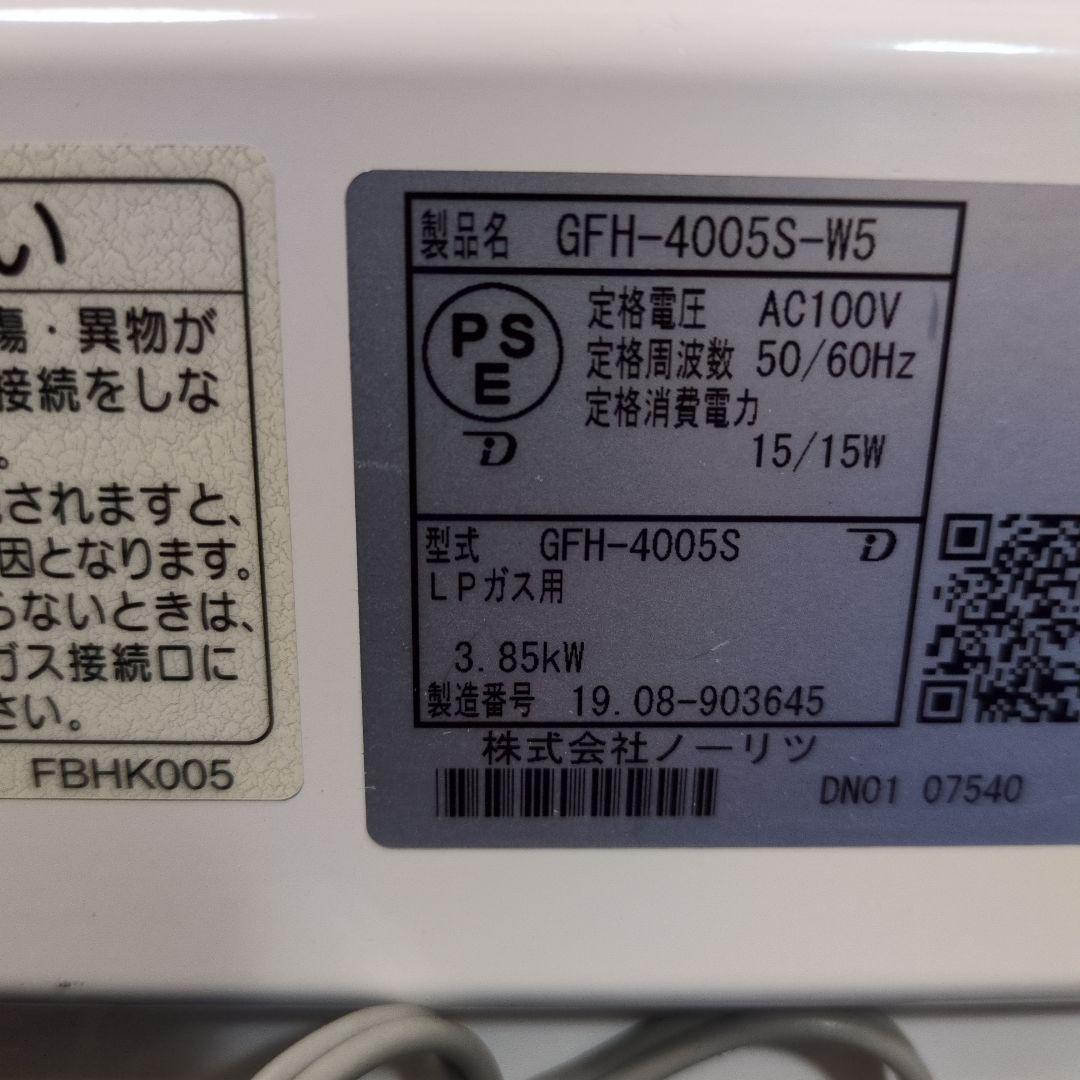 い
傷・異物が
接続をしな
。
されますと、
因となります。
らないときは、
ガス接続口に
さい。
FBHK005
製品名 GFH-4005S-W5
PSE
定格電圧 AC100V
定格周波数 50/60Hz
定格消費電力
15/15W
型式 GFH-4005S
LPガス用
3.85kW
製造番号 19.08-903645
株式会社ノーリツ
DN01 07540